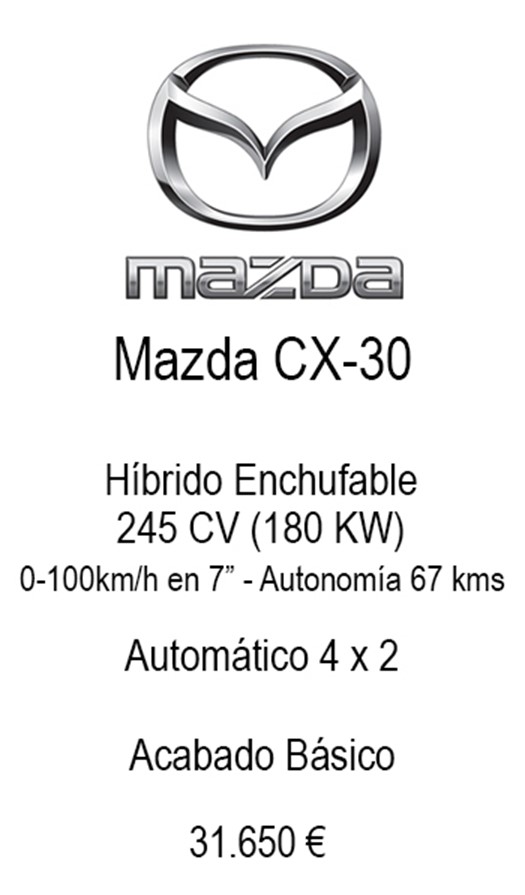 mazda
Mazda CX-30
Híbrido Enchufable
245 CV (180 KW)
0-100km/h en 7” - Autonomía 67 kms
Automático 4 x 2
Acabado Básico
31.650 €